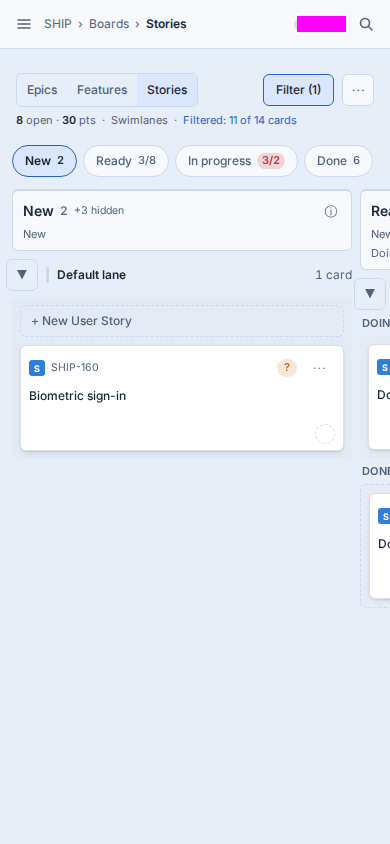 SHIP › Boards › Stories
Epics Features Stories Filter (1) ...
8 open · 30 pts · Swimlanes · Filtered: 11 of 14 cards
New 2 Ready 3/8 In progress 3/2 Done 6
New 2 +3 hidden
New
Default lane 1 card
+ New User Story
S SHIP-160 ? ...
Biometric sign-in
Rea
New
Doi
DOIN
S
Do
DONE
S
Do